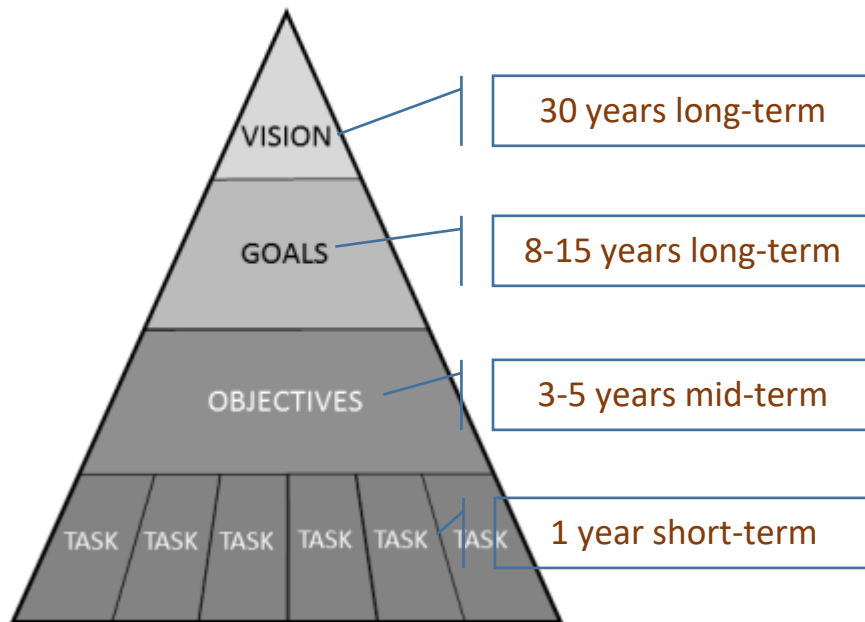 VISION
30 years long-term
GOALS
8-15 years long-term
OBJECTIVES
3-5 years mid-term
TASK TASK TASK TASK TASK TASK
1 year short-term